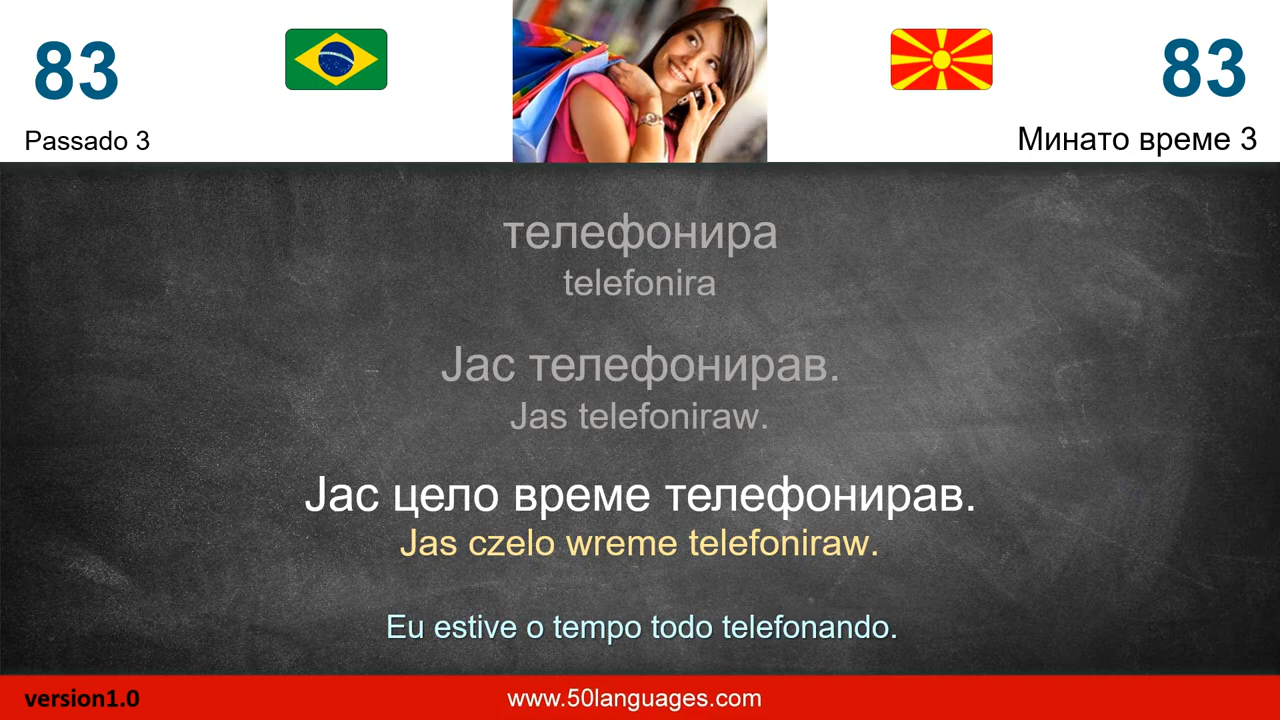 83
83
Passado 3
Минато време 3
телефонира
telefonira
Јас телефонирав.
Jas telefoniraw.
Јас цело време телефонирав.
Jas czelo wreme telefoniraw.
Eu estive o tempo todo telefonando.
version1.0
www.50languages.com